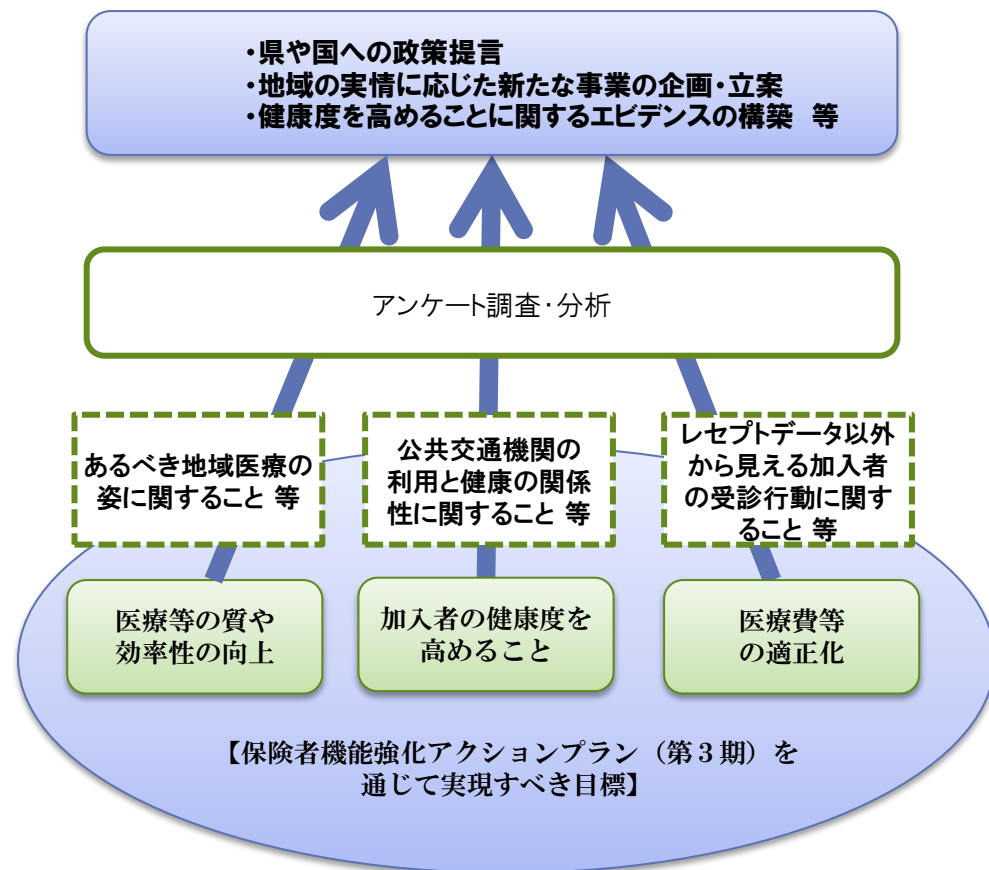 ・県や国への政策提言
・地域の実情に応じた新たな事業の企画・立案
・健康度を高めることに関するエビデンスの構築　等
アンケート調査・分析
あるべき地域医療の
姿に関すること 等
公共交通機関の
利用と健康の関係
性に関すること 等
レセプトデータ以外
から見える加入者
の受診行動に関す
ること 等
医療等の質や
効率性の向上
加入者の健康度を
高めること
医療費等
の適正化
【保険者機能強化アクションプラン（第３期）を
通じて実現すべき目標】